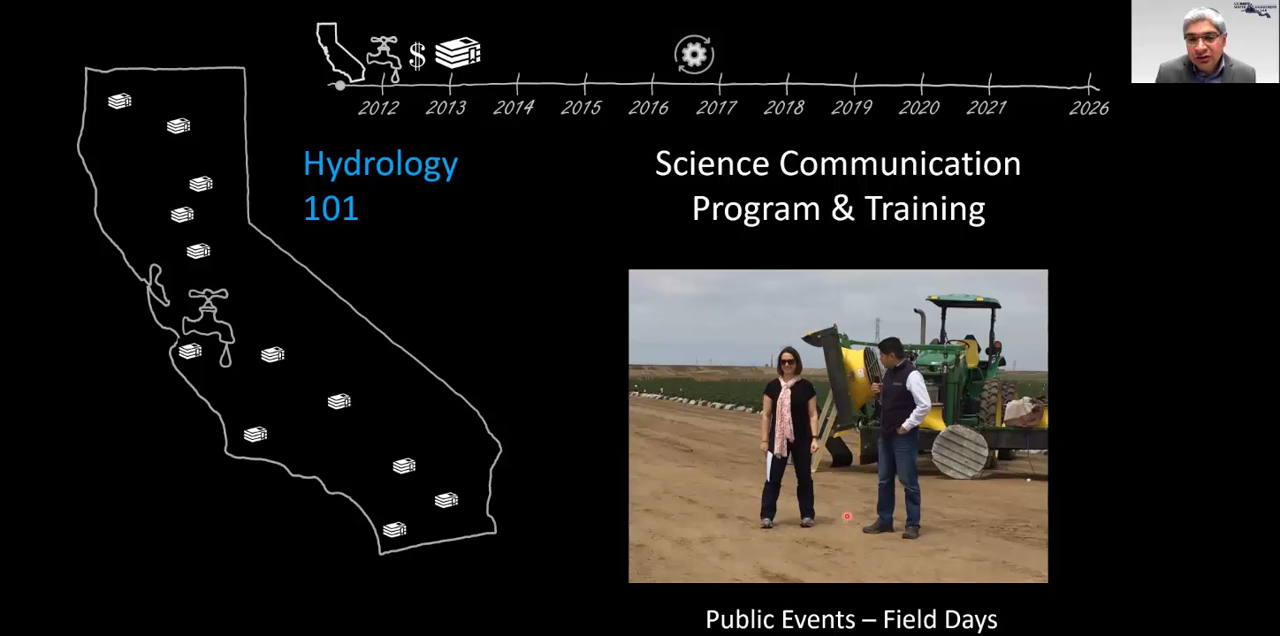 $
2012 2013 2014 2015 2016 2017 2018 2019 2020 2021 2026
Hydrology
101
Science Communication
Program & Training
Public Events – Field Days